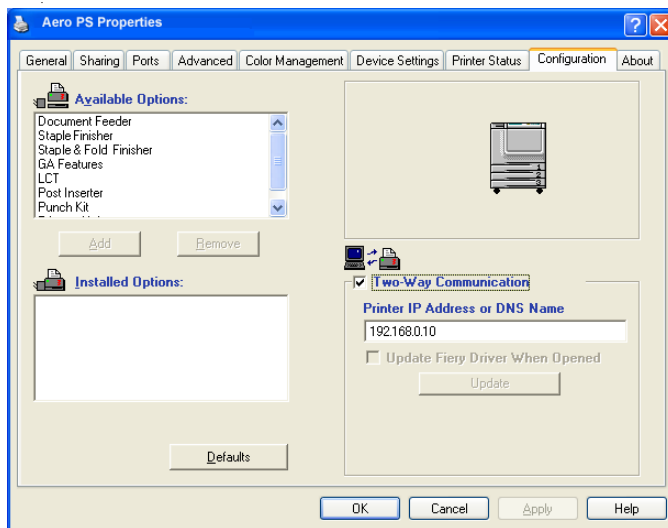 Aero PS Properties
General Sharing Ports Advanced Color Management Device Settings Printer Status Configuration About
Available Options:
Document Feeder
Staple Finisher
Staple & Fold Finisher
GA Features
LCT
Post Inserter
Punch Kit
Add Remove
Installed Options:
Defaults
1
2
3
Two-Way Communication
Printer IP Address or DNS Name
192.168.0.10
Update Fiery Driver When Opened
Update
OK Cancel Apply Help